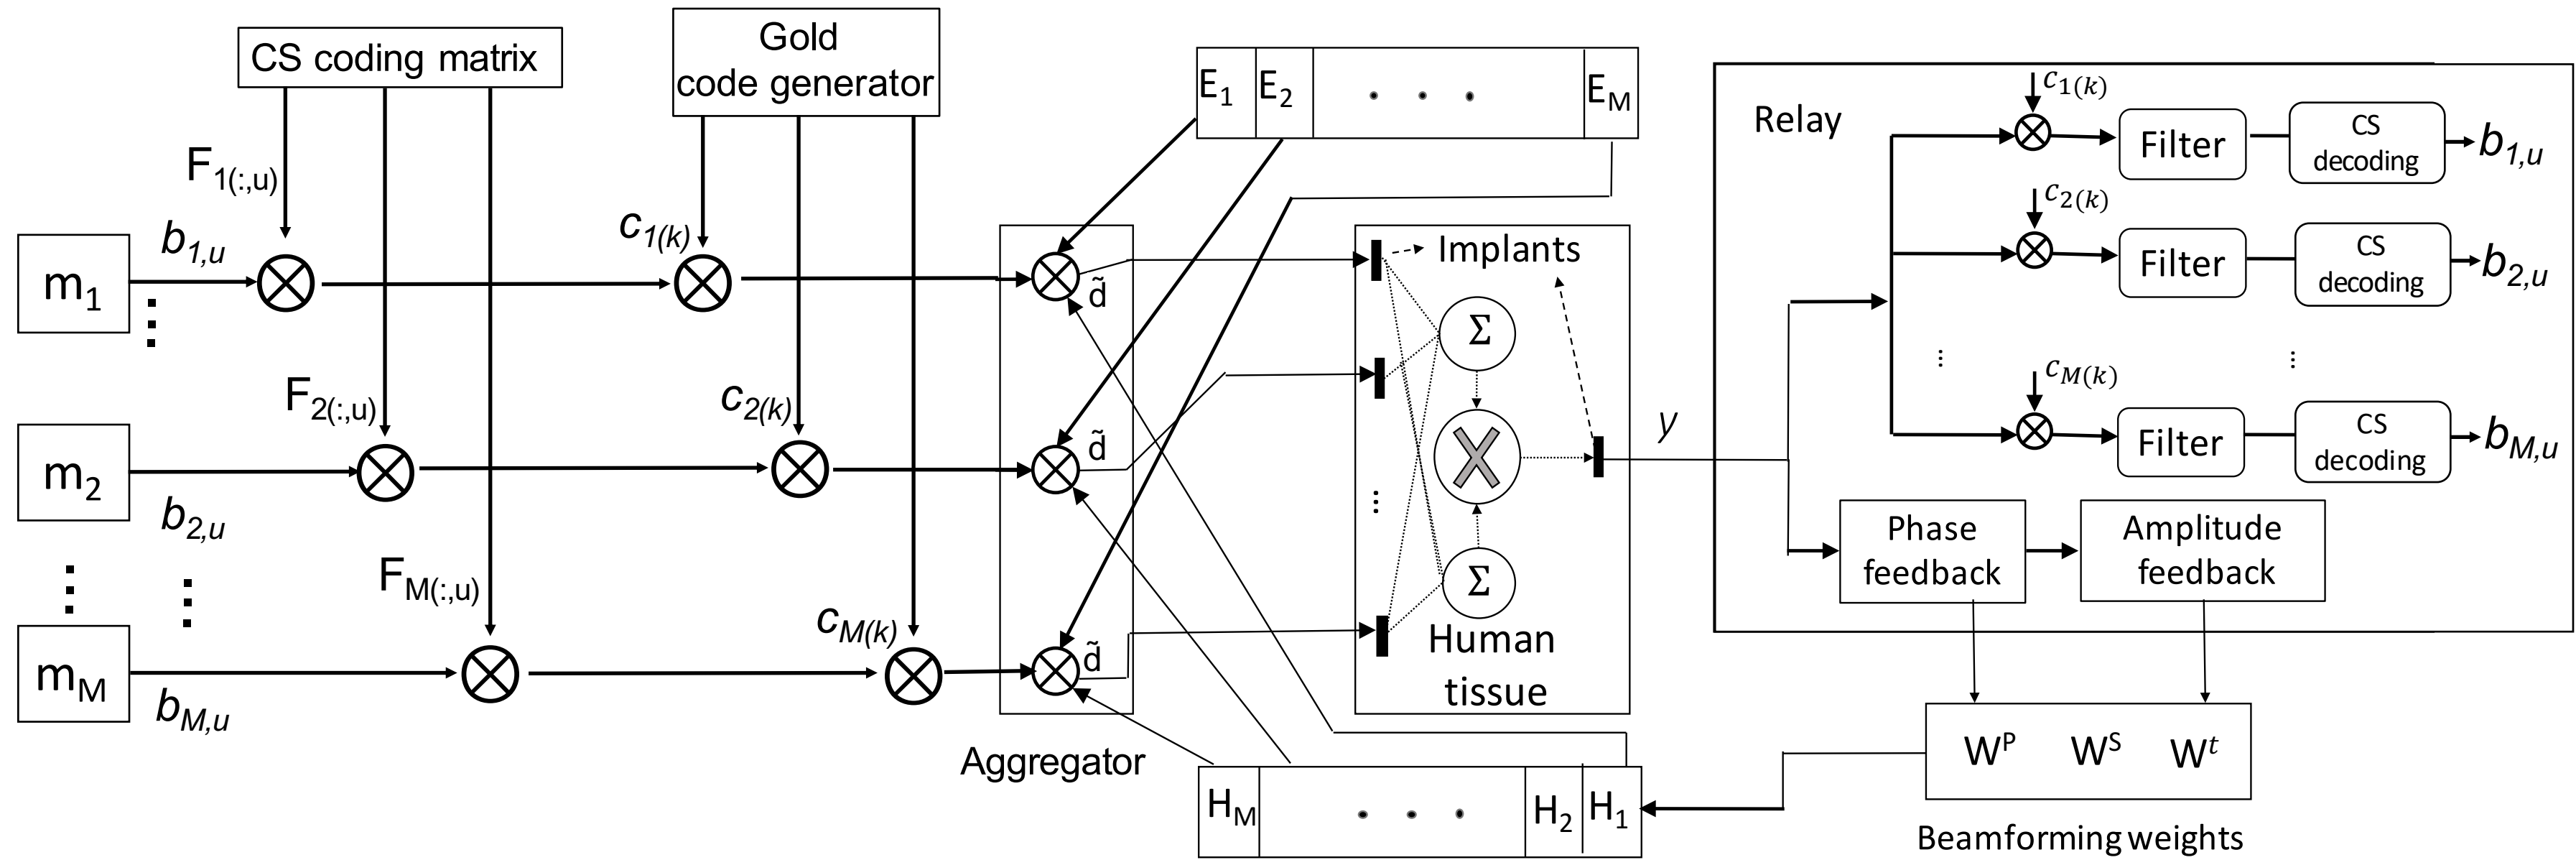 CS coding matrix
Gold
code generator
E1 E2 . . . EM
Relay
c1(k)
Filter
CS
decoding
b1,u
F1(:,u)
b1,u
m1
c1(k)
d̃
Implants
c2(k)
Filter
CS
decoding
b2,u
Σ
F2(:,u)
m2
b2,u
c2(k)
d̃
y
cM(k)
Filter
CS
decoding
bM,u
Phase
feedback
Amplitude
feedback
FM(:,u)
mM
bM,u
cM(k)
d̃
Σ
Human
tissue
Aggregator
HM . . . H2 H1
WP WS Wt
Beamforming weights